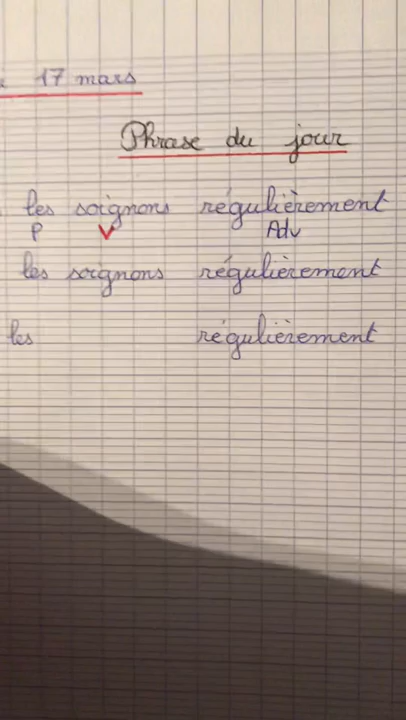 17 mars
Phrase du jour
les soignons régulièrement
P V Adv
les soignons régulièrement
les régulièrement